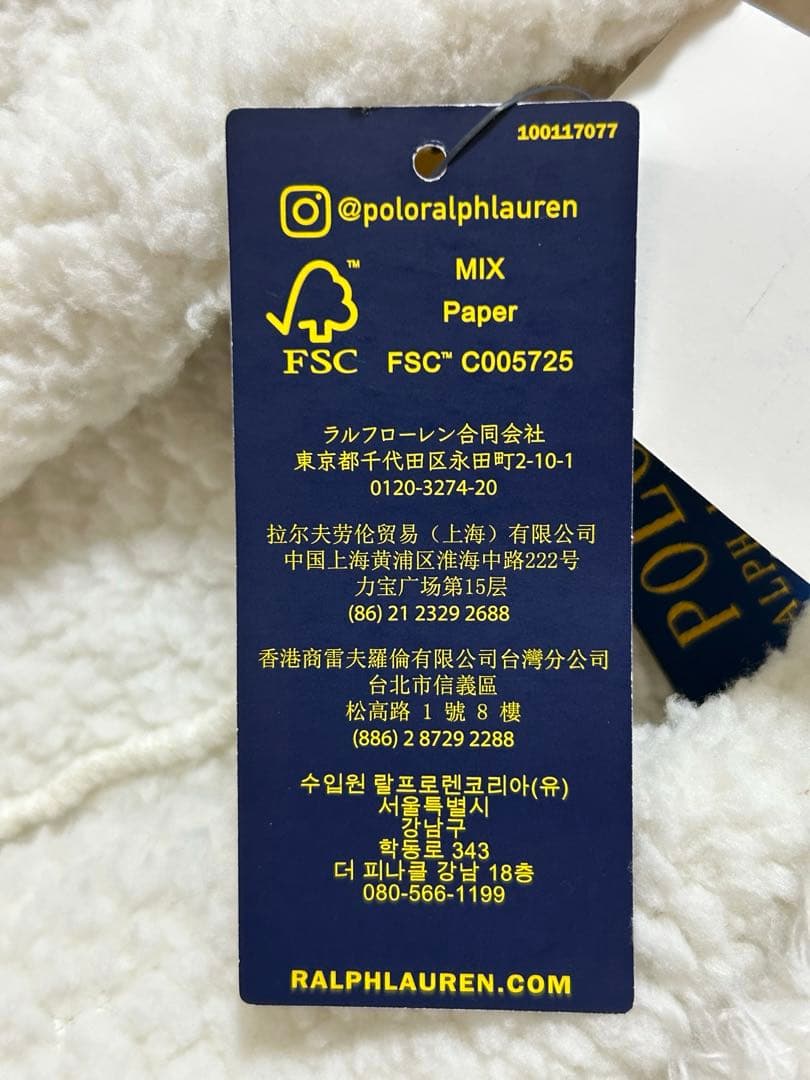 100117077
@poloralphlauren
TM
MIX
Paper
FSC FSC™ C005725
ラルフローレン合同会社
東京都千代田区永田町2-10-1
0120-3274-20
拉尔夫劳伦贸易（上海）有限公司
中国上海黄浦区淮海中路222号
力宝广场第15层
(86) 21 2329 2688
香港商雷夫羅倫有限公司台灣分公司
台北市信義區
松高路 1 號 8 樓
(886) 2 8729 2288
수입원 랄프로렌코리아(유)
서울특별시
강남구
학동로 343
더 피나클 강남 18층
080-566-1199
RALPHLAUREN.COM
POLO
ALPH L